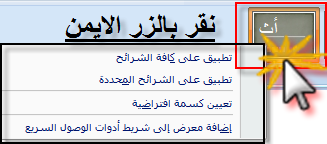 نقر بالزر الايمن
أث
تطبيق على كافة الشرائح
تطبيق على الشرائح المحددة
تعيين كسمة افتراضية
إضافة معرض إلى شريط أدوات الوصول السريع